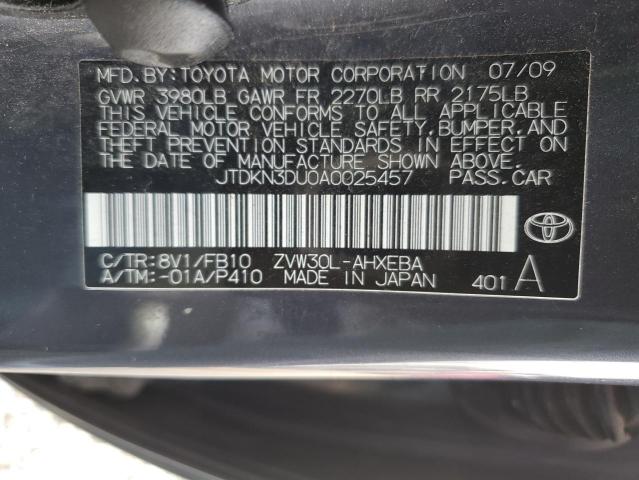 MFD.BY:TOYOTA MOTOR CORPORATION 07/09
GVWR 3980LB GAWR FR 2270LB RR 2175LB
THIS VEHICLE CONFORMS TO ALL APPLICABLE
FEDERAL MOTOR VEHICLE SAFETY, BUMPER, AND
THEFT PREVENTION STANDARDS IN EFFECT ON
THE DATE OF MANUFACTURE SHOWN ABOVE.
JTDKN3DU0A0025457 PASS.CAR
C/TR:8V1/FB10 ZVW30L-AHXEBA
A/TM:-01A/P410 MADE IN JAPAN 401 A
TOYOTA